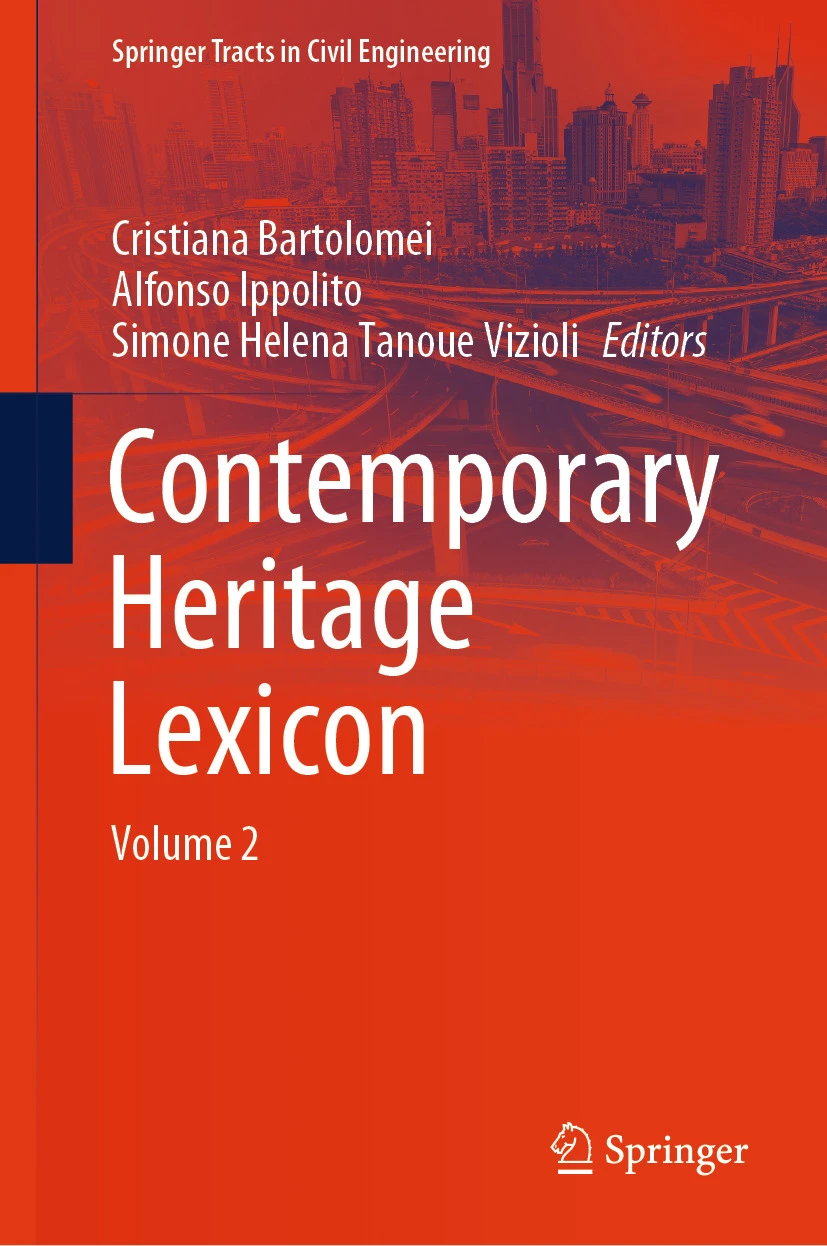 Springer Tracts in Civil Engineering
Cristiana Bartolomei
Alfonso Ippolito
Simone Helena Tanoue Vizioli Editors
Contemporary
Heritage
Lexicon
Volume 2
Springer